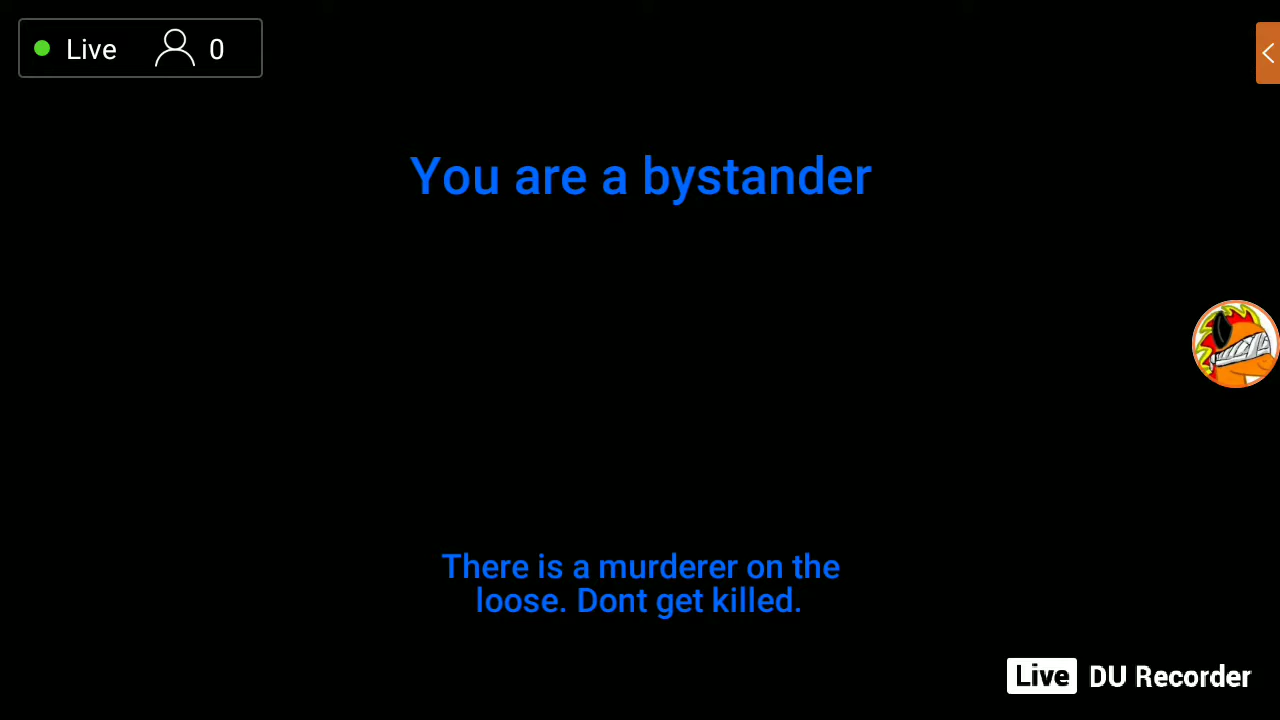 Live 0
You are a bystander
There is a murderer on the
loose. Dont get killed.
Live DU Recorder